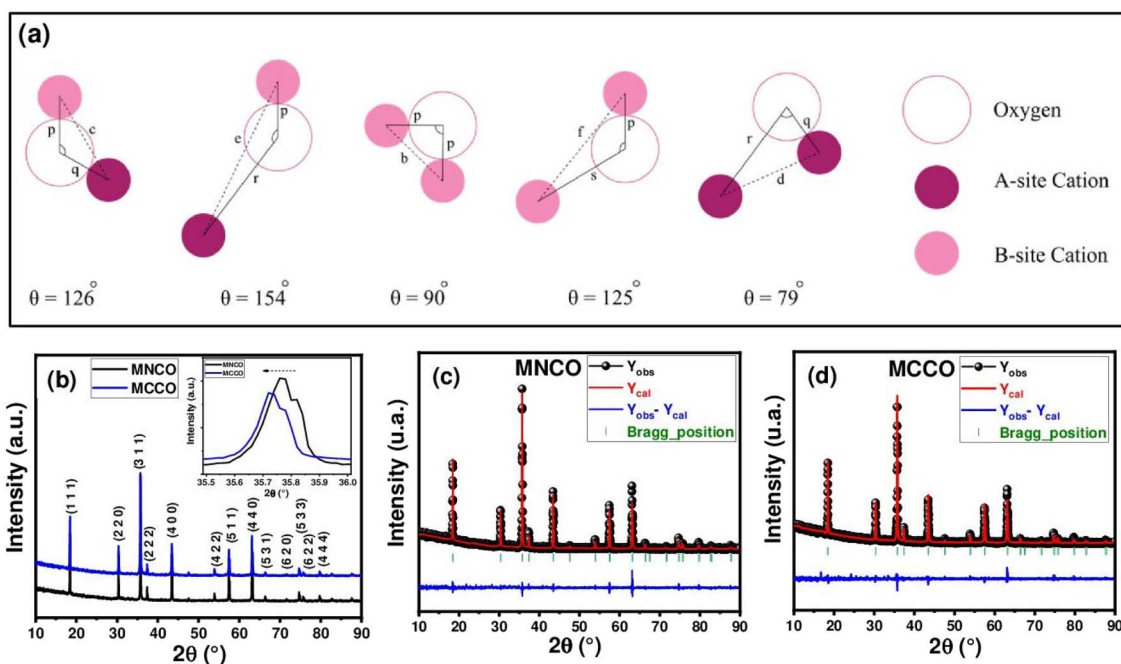 (a)
c
p
q
θ = 126°
e
p
r
θ = 154°
p
p
b
θ = 90°
f
p
s
θ = 125°
r
q
d
θ = 79°
Oxygen
A-site Cation
B-site Cation
(b)
MNCO
MCCO
MNCO
MCCO
Intensity (a.u.)
35.5 35.6 35.7 35.8 35.9 36.0
2θ (°)
Intensity (a.u.)
(1 1 1)
(2 2 0)
(3 1 1)
(2 2 2)
(4 0 0)
(4 2 2)
(5 1 1)
(4 4 0)
(5 3 1)
(6 2 0)
(5 3 3)
(6 2 2)
(4 4 4)
10 20 30 40 50 60 70 80 90
2θ (°)
(c)
MNCO
Yobs
Ycal
Yobs- Ycal
Bragg_position
Intensity (u.a.)
10 20 30 40 50 60 70 80 90
2θ (°)
(d)
MCCO
Yobs
Ycal
Yobs- Ycal
Bragg_position
Intensity (u.a.)
10 20 30 40 50 60 70 80 90
2θ (°)